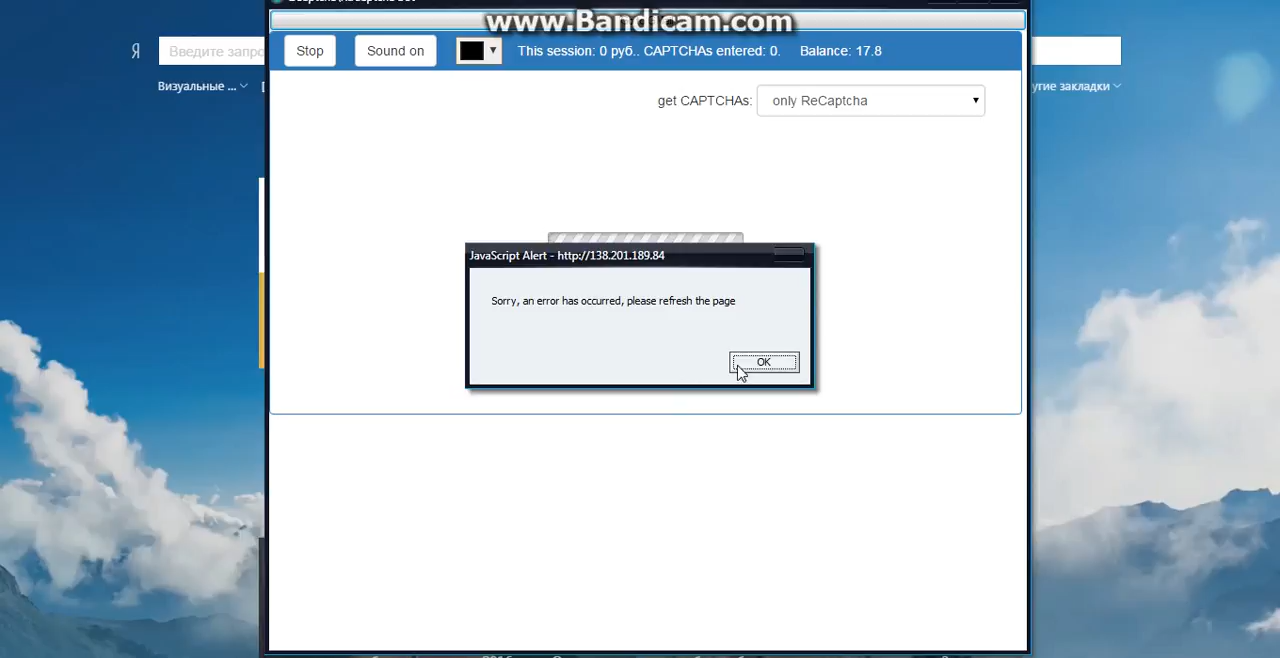 www.Bandicam.com
Я
Введите запро
Stop
Sound on
This session: 0 руб.. CAPTCHAs entered: 0. Balance: 17.8
Визуальные ...
угие закладки
get CAPTCHAs:
only ReCaptcha
JavaScript Alert - http://138.201.189.84
Sorry, an error has occurred, please refresh the page
OK